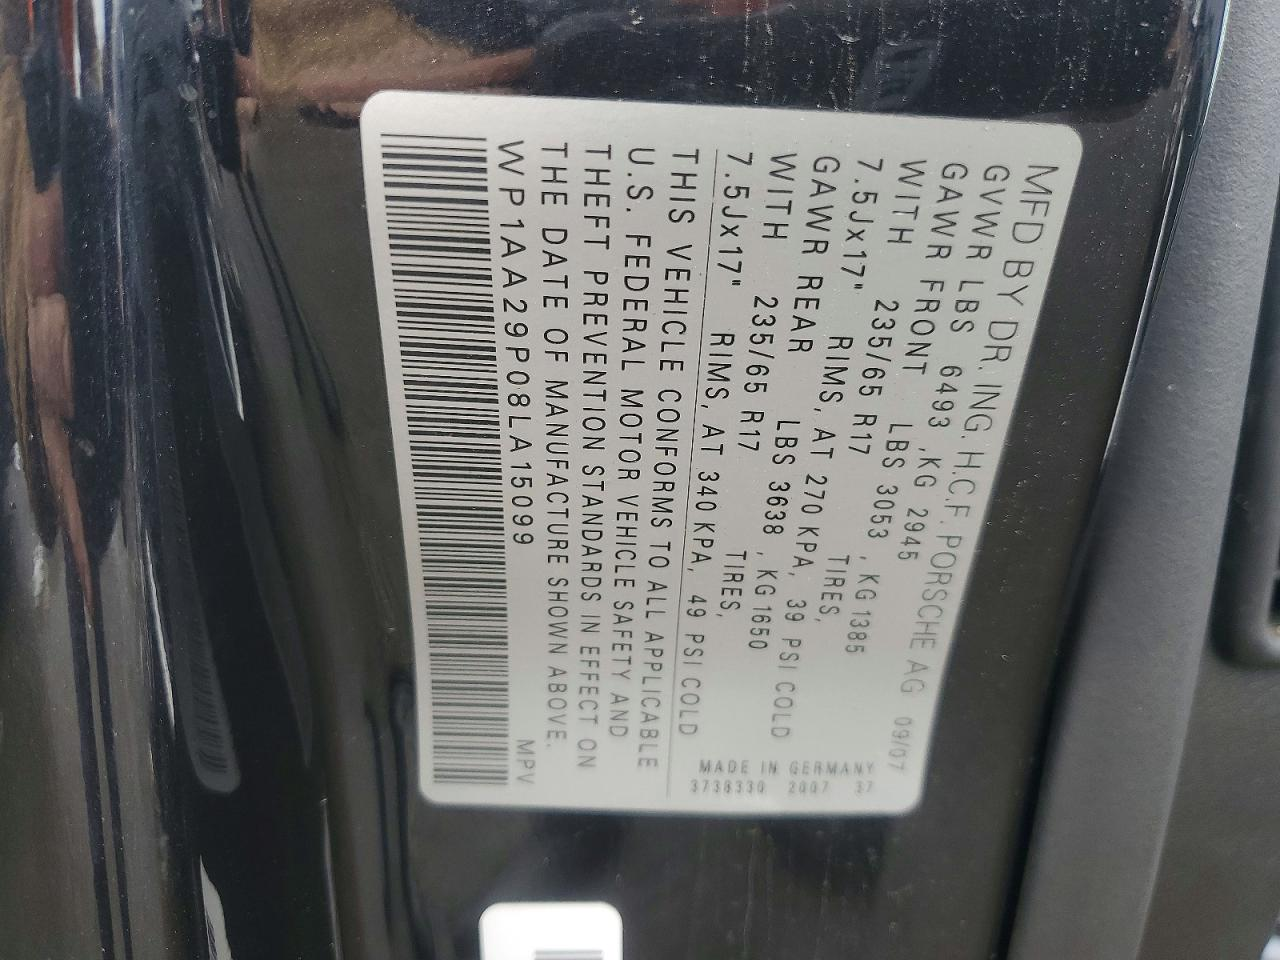 MFD BY DR. ING. H.C.F. PORSCHE AG 09/07
GVWR LBS 6493 ,KG 2945
GAWR FRONT LBS 3053 , KG 1385
WITH 235/65 R17 TIRES,
7.5Jx17" RIMS, AT 270 KPA, 39 PSI COLD
GAWR REAR LBS 3638 , KG 1650
WITH 235/65 R17 TIRES,
7.5Jx17" RIMS, AT 340 KPA, 49 PSI COLD
MADE IN GERMANY
3738330 2007 37
THIS VEHICLE CONFORMS TO ALL APPLICABLE
U.S. FEDERAL MOTOR VEHICLE SAFETY AND
THEFT PREVENTION STANDARDS IN EFFECT ON
THE DATE OF MANUFACTURE SHOWN ABOVE.
WP1AA29P08LA15099 MPV